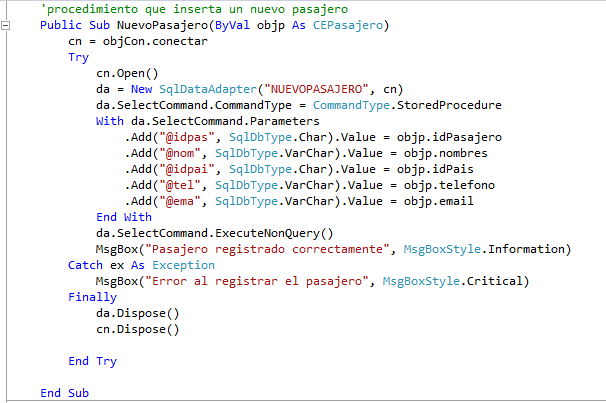 'procedimiento que inserta un nuevo pasajero
Public Sub NuevoPasajero(ByVal objp As CEPasajero)
    cn = objCon.conectar
    Try
        cn.Open()
        da = New SqlDataAdapter("NUEVOPASAJERO", cn)
        da.SelectCommand.CommandType = CommandType.StoredProcedure
        With da.SelectCommand.Parameters
            .Add("@idpas", SqlDbType.Char).Value = objp.idPasajero
            .Add("@nom", SqlDbType.VarChar).Value = objp.nombres
            .Add("@idpai", SqlDbType.VarChar).Value = objp.idPais
            .Add("@tel", SqlDbType.VarChar).Value = objp.telefono
            .Add("@ema", SqlDbType.VarChar).Value = objp.email
        End With
        da.SelectCommand.ExecuteNonQuery()
        MsgBox("Pasajero registrado correctamente", MsgBoxStyle.Information)
    Catch ex As Exception
        MsgBox("Error al registrar el pasajero", MsgBoxStyle.Critical)
    Finally
        da.Dispose()
        cn.Dispose()
    End Try
End Sub